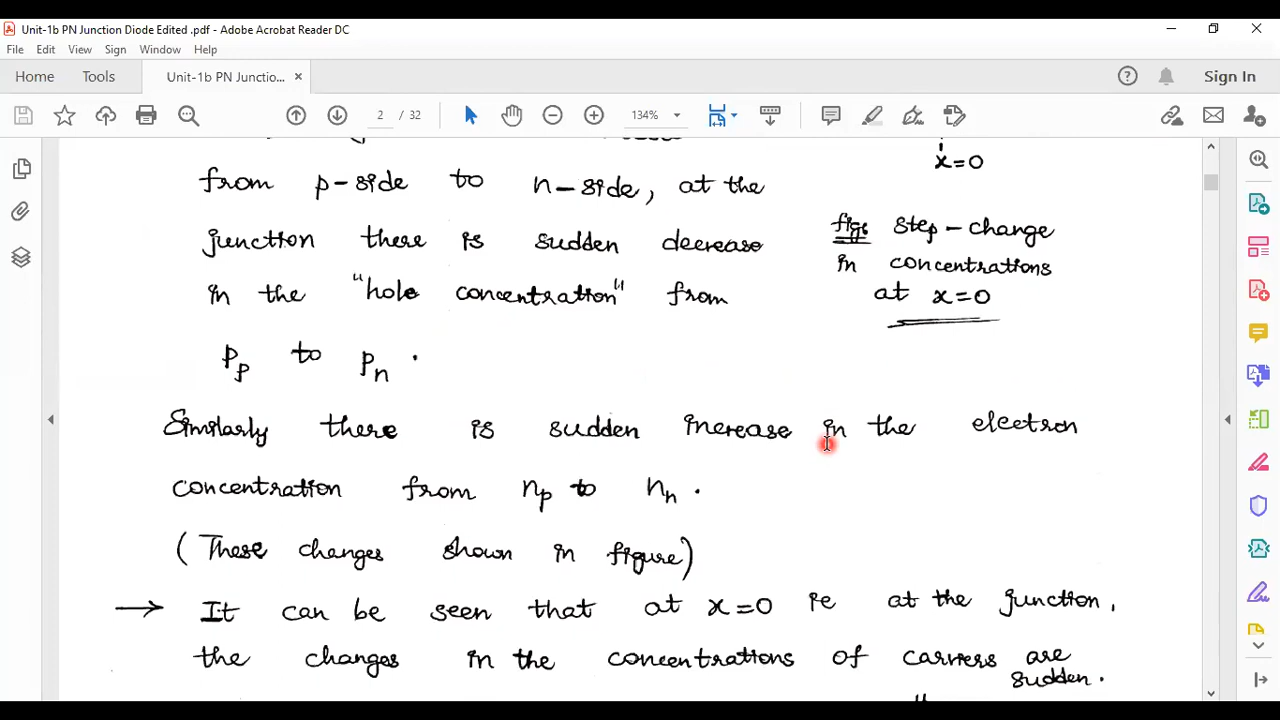 Unit-1b PN Junction Diode Edited .pdf - Adobe Acrobat Reader DC
File Edit View Sign Window Help
Home Tools Unit-1b PN Junctio... × Sign In
2 / 32 134%
from p-side to n-side, at the
junction there is sudden decrease
in the "hole concentration" from
Pp to Pn .
x=0
fig: step-change
in concentrations
at x=0
Similarly there is sudden increase in the electron
concentration from np to nn .
(These changes shown in figure)
→ It can be seen that at x=0 ie at the junction,
the changes in the concentrations of carriers are
sudden.